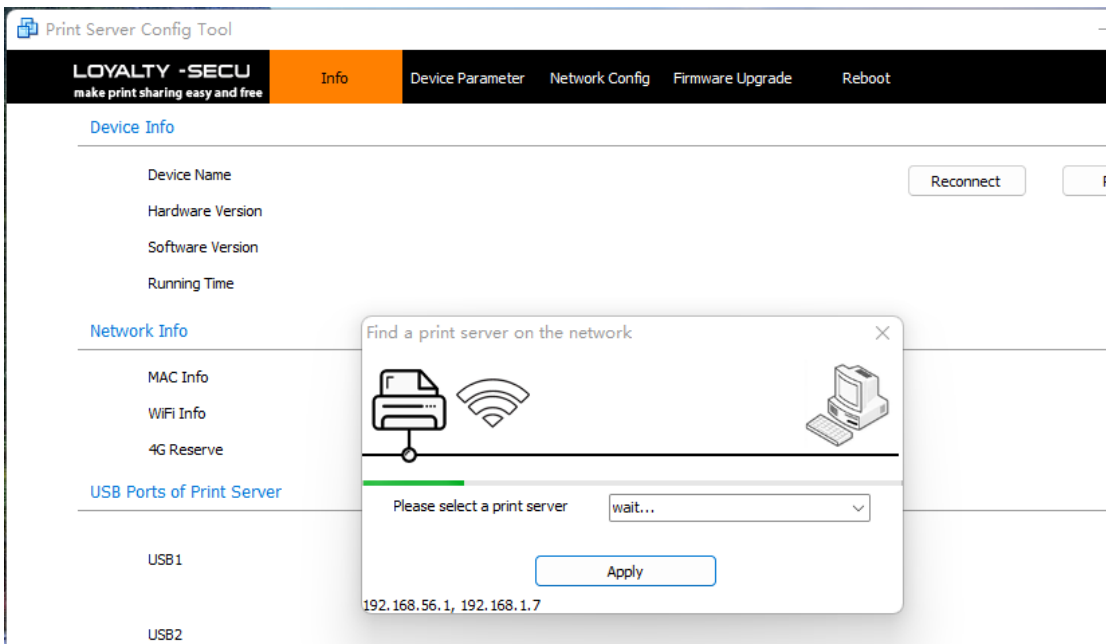 Print Server Config Tool
LOYALTY -SECU
make print sharing easy and free
Info
Device Parameter
Network Config
Firmware Upgrade
Reboot
Device Info
Device Name
Reconnect
Hardware Version
Software Version
Running Time
Network Info
MAC Info
WiFi Info
4G Reserve
USB Ports of Print Server
USB1
USB2
Find a print server on the network
Please select a print server
wait...
Apply
192.168.56.1, 192.168.1.7